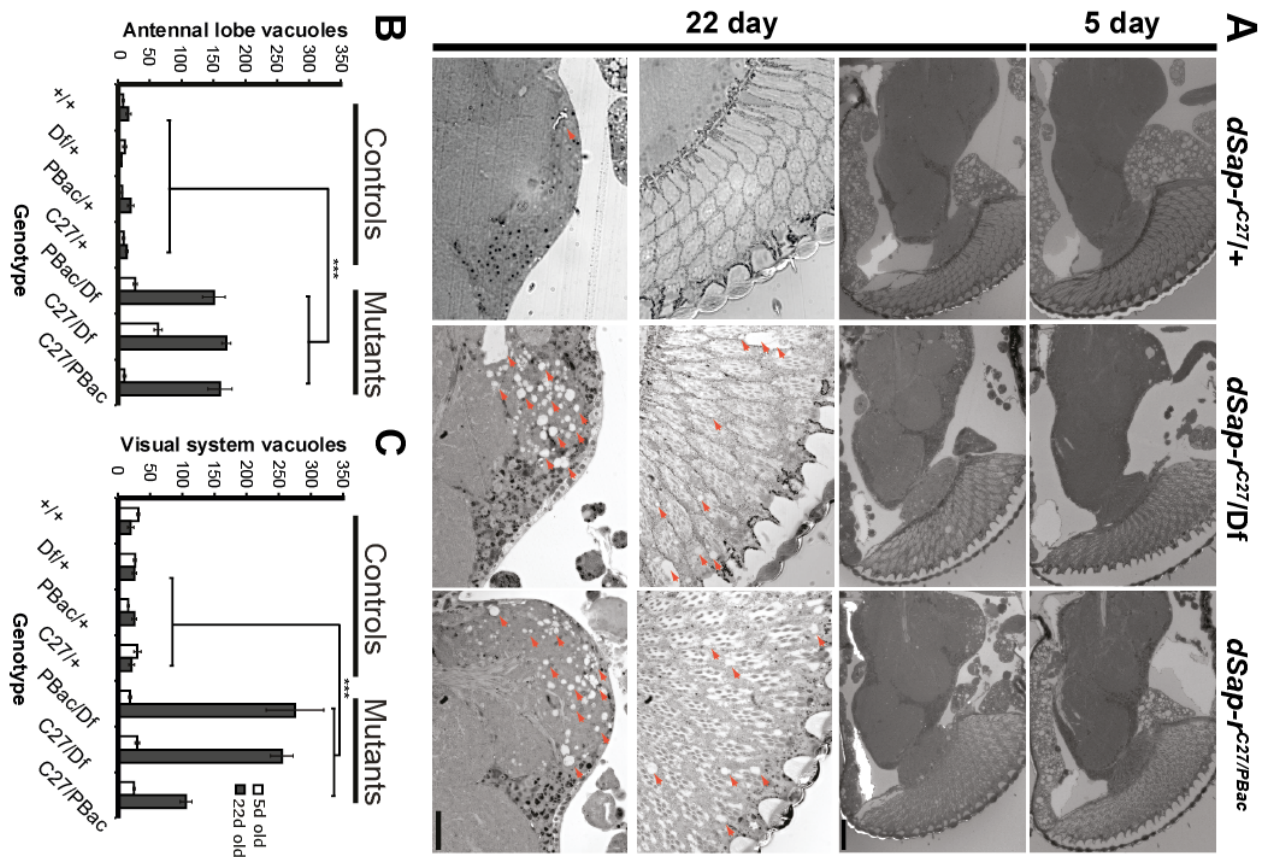 A
dSap-rC27/+
dSap-rC27/Df
dSap-rC27/PBac
5 day
22 day
B
Controls
Mutants
***
Antennal lobe vacuoles
350
300
250
200
150
100
50
0
+/+
Df/+
PBac/+
C27/+
PBac/Df
C27/Df
C27/PBac
Genotype
C
Controls
Mutants
***
5d old
22d old
Visual system vacuoles
350
300
250
200
150
100
50
0
+/+
Df/+
PBac/+
C27/+
PBac/Df
C27/Df
C27/PBac
Genotype